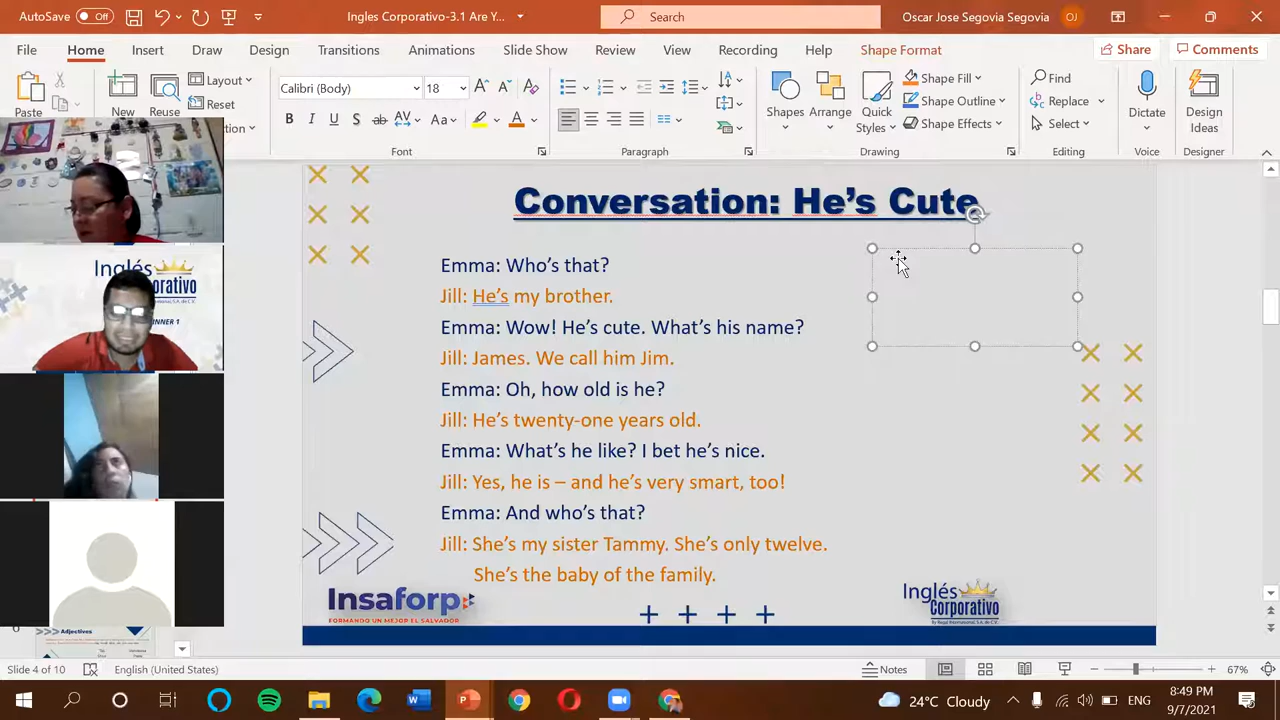 AutoSave Off Ingles Corporativo-3.1 Are Y... Search Oscar Jose Segovia Segovia OJ
File Home Insert Draw Design Transitions Animations Slide Show Review View Recording Help Shape Format Share Comments
Paste New Reuse Layout Reset
Calibri (Body) 18
Shapes Arrange Quick Styles Shape Fill Shape Outline Shape Effects Find Replace Select Dictate Design Ideas
Font Paragraph Drawing Editing Voice Designer
Conversation: He's Cute
Emma: Who's that?
Jill: He's my brother.
Emma: Wow! He's cute. What's his name?
Jill: James. We call him Jim.
Emma: Oh, how old is he?
Jill: He's twenty-one years old.
Emma: What's he like? I bet he's nice.
Jill: Yes, he is – and he's very smart, too!
Emma: And who's that?
Jill: She's my sister Tammy. She's only twelve.
She's the baby of the family.
Insaforp
FORMANDO UN MEJOR EL SALVADOR
Inglés
Corporativo
Adjectives
Slide 4 of 10 English (United States) Notes 67%
24°C Cloudy ENG 8:49 PM
9/7/2021